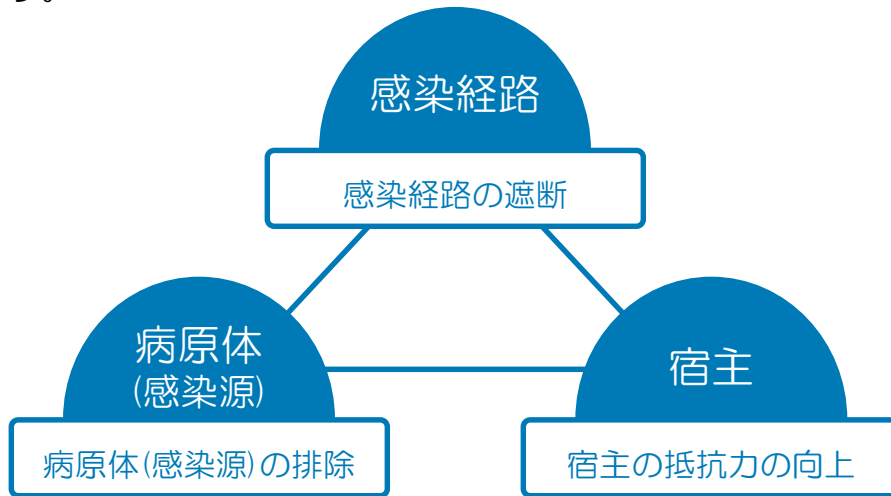 す。
感染経路
感染経路の遮断
病原体
(感染源)
病原体(感染源)の排除
宿主
宿主の抵抗力の向上